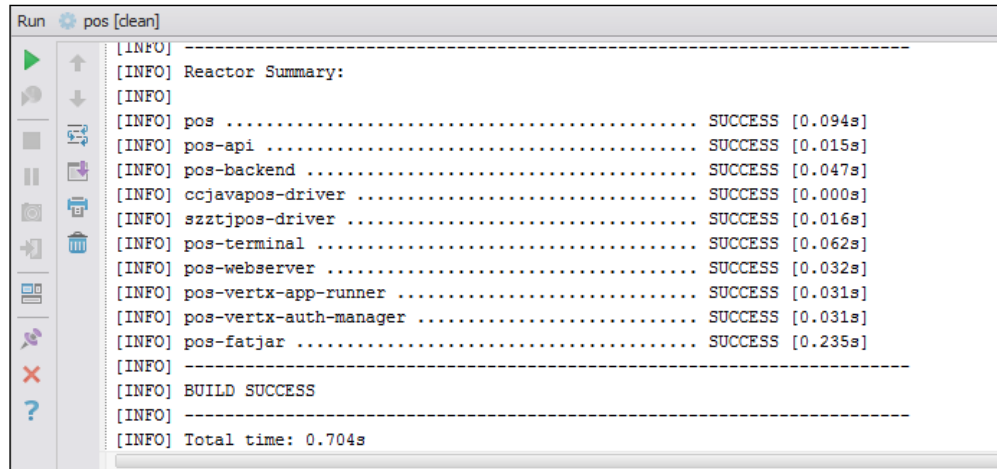 Run pos [clean]
[INFO] ------------------------------------------------------------------------
[INFO] Reactor Summary:
[INFO]
[INFO] pos ............................................... SUCCESS [0.094s]
[INFO] pos-api ........................................... SUCCESS [0.015s]
[INFO] pos-backend ....................................... SUCCESS [0.047s]
[INFO] ccjavapos-driver .................................. SUCCESS [0.000s]
[INFO] szztjpos-driver ................................... SUCCESS [0.016s]
[INFO] pos-terminal ...................................... SUCCESS [0.062s]
[INFO] pos-webserver ..................................... SUCCESS [0.032s]
[INFO] pos-vertx-app-runner .............................. SUCCESS [0.031s]
[INFO] pos-vertx-auth-manager ............................ SUCCESS [0.031s]
[INFO] pos-fatjar ........................................ SUCCESS [0.235s]
[INFO] ------------------------------------------------------------------------
[INFO] BUILD SUCCESS
[INFO] ------------------------------------------------------------------------
[INFO] Total time: 0.704s